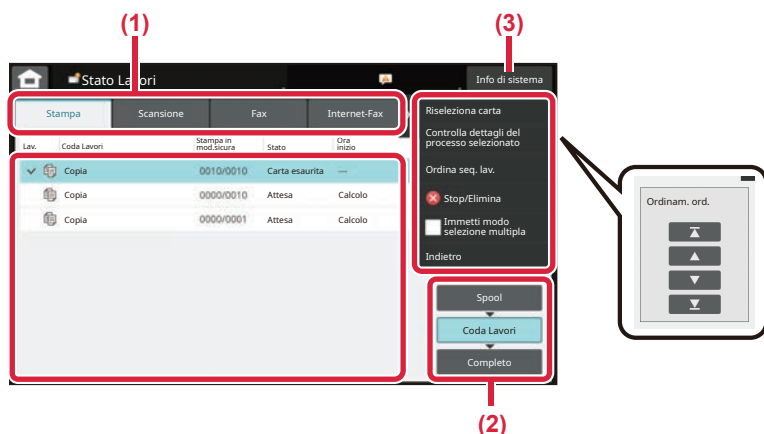 (1)
(3)
Stato Lavori
Info di sistema
Stampa
Scansione
Fax
Internet-Fax
Lav.
Coda Lavori
Stampa in
mod.sicura
Stato
Ora
inizio
Copia
0010/0010
Carta esaurita
---
Copia
0000/0010
Attesa
Calcolo
Copia
0000/0001
Attesa
Calcolo
Riseleziona carta
Controlla dettagli del
processo selezionato
Ordina seq. lav.
Stop/Elimina
Immetti modo
selezione multipla
Indietro
Spool
Coda Lavori
Completo
Ordinam. ord.
(2)